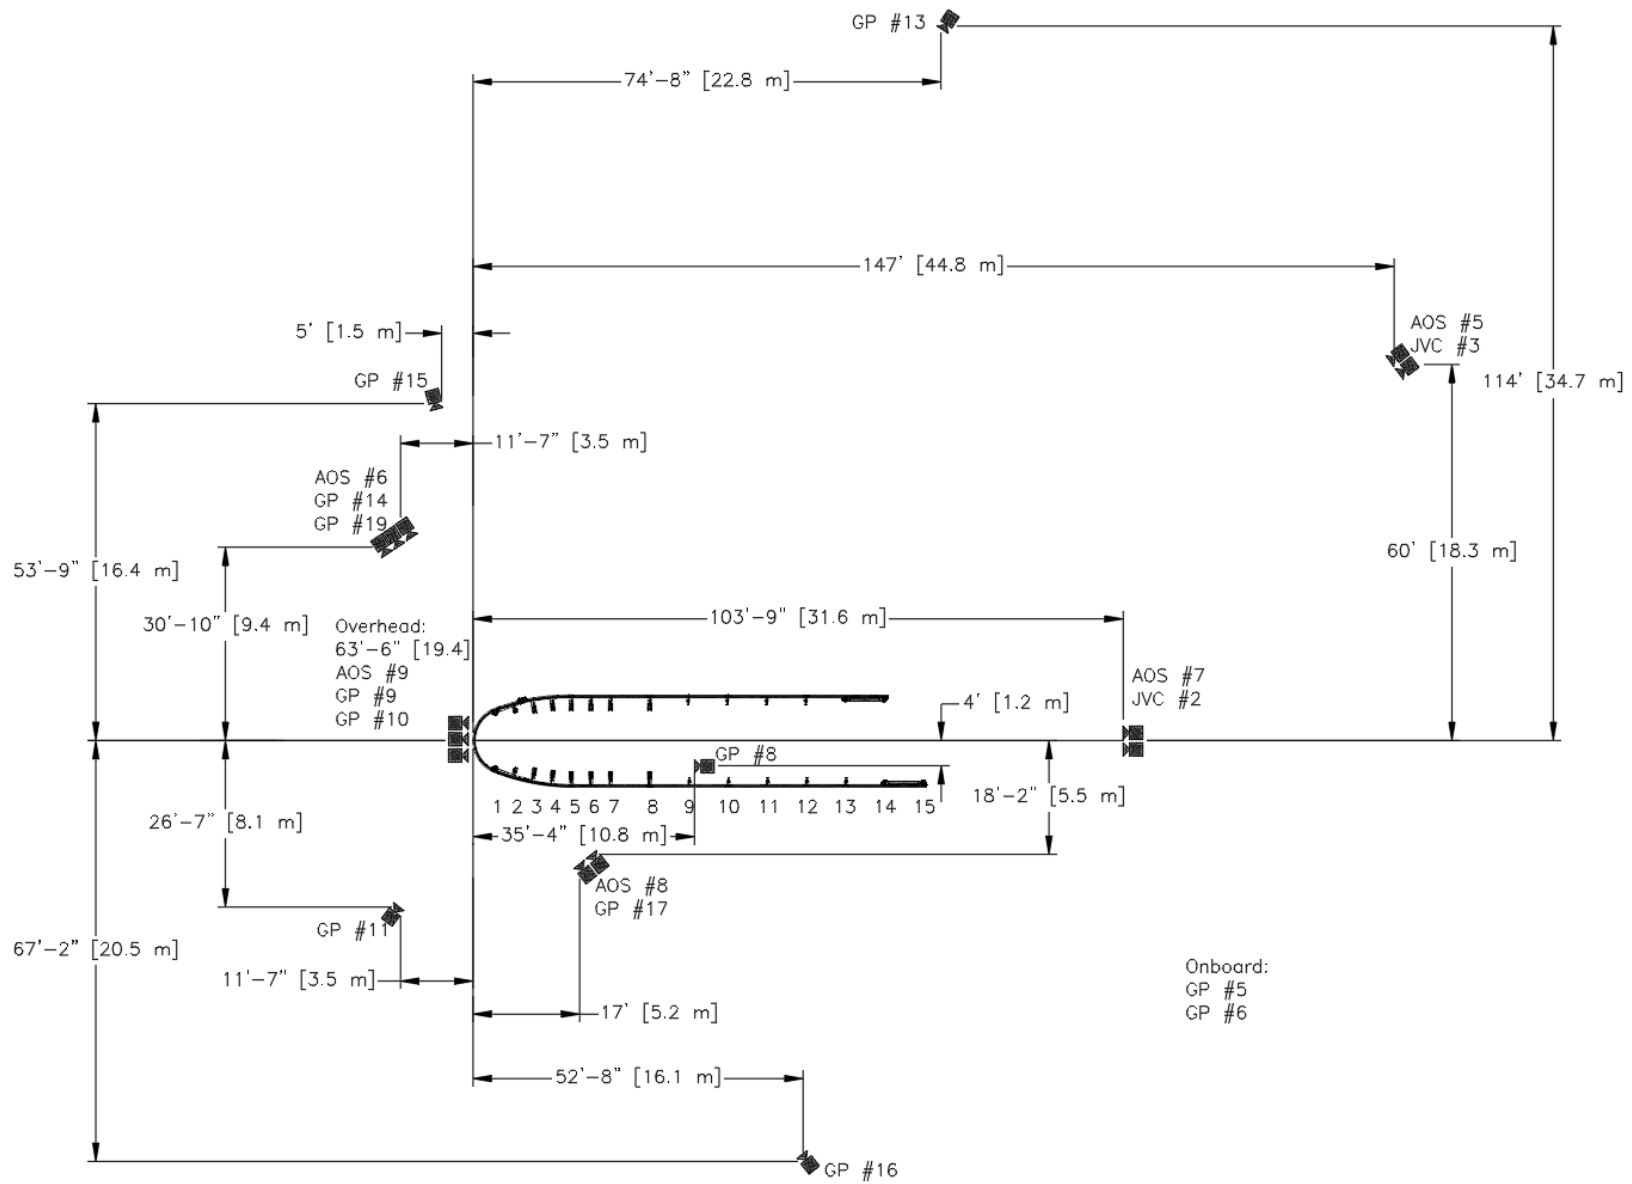 GP #13
74'-8" [22.8 m]
147' [44.8 m]
5' [1.5 m]
AOS #5
JVC #3
GP #15
114' [34.7 m]
11'-7" [3.5 m]
AOS #6
GP #14
GP #19
60' [18.3 m]
53'-9" [16.4 m]
30'-10" [9.4 m]
103'-9" [31.6 m]
Overhead:
63'-6" [19.4]
AOS #9
GP #9
GP #10
AOS #7
JVC #2
4' [1.2 m]
GP #8
18'-2" [5.5 m]
1 2 3 4 5 6 7 8 9 10 11 12 13 14 15
26'-7" [8.1 m]
35'-4" [10.8 m]
AOS #8
GP #17
GP #11
67'-2" [20.5 m]
11'-7" [3.5 m]
Onboard:
GP #5
GP #6
17' [5.2 m]
52'-8" [16.1 m]
GP #16